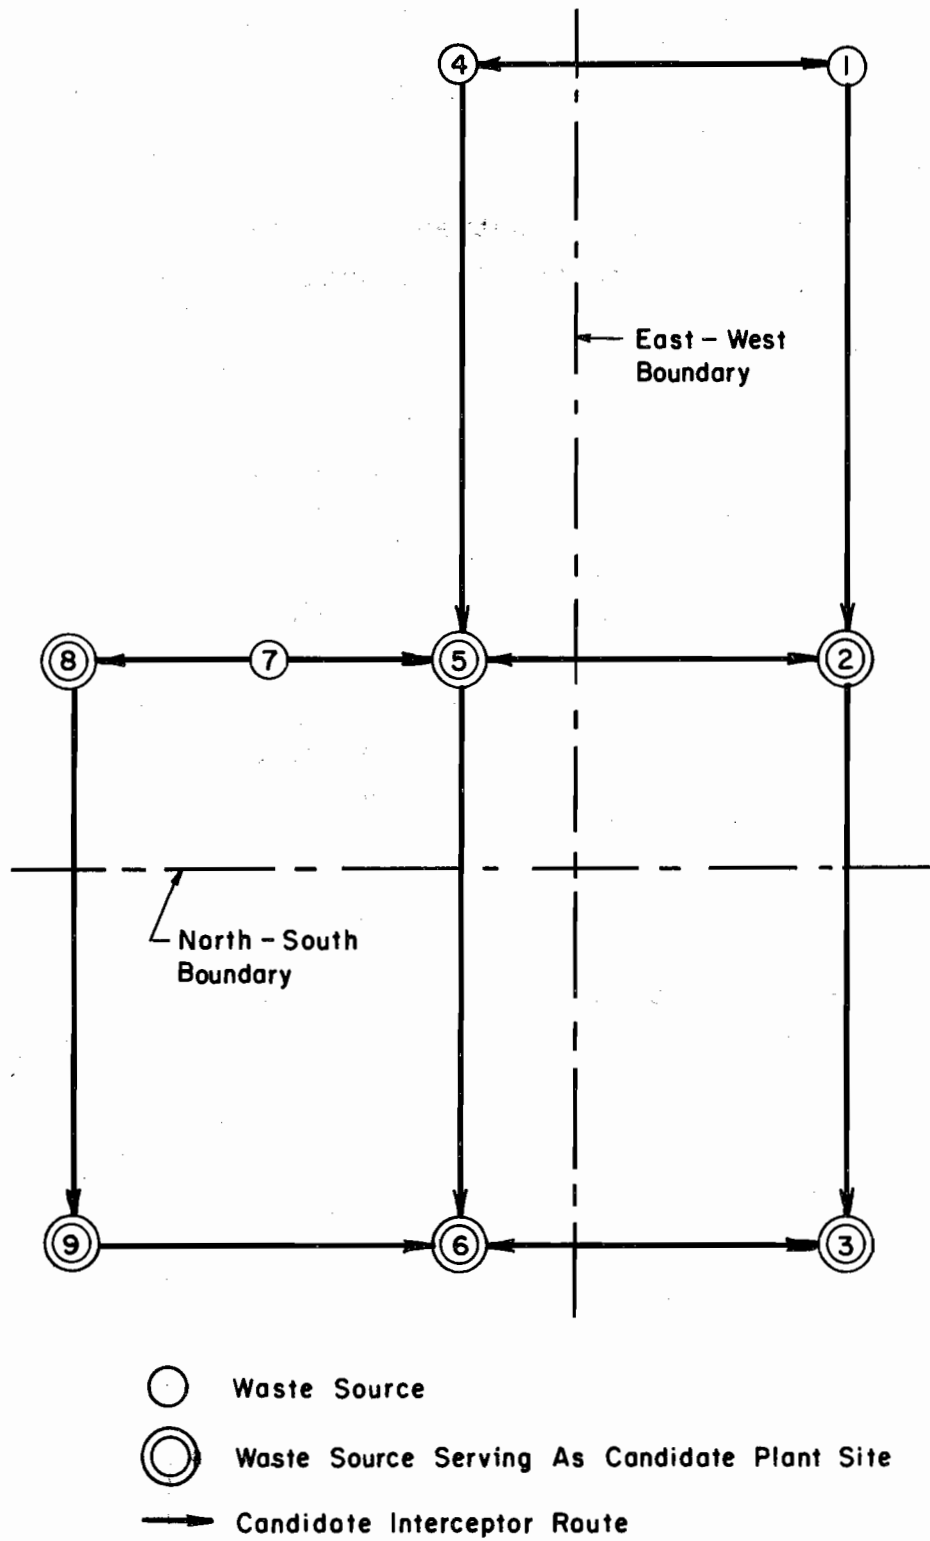 4
1
East - West
Boundary
8
7
5
2
North - South
Boundary
9
6
3
Waste Source
Waste Source Serving As Candidate Plant Site
Candidate Interceptor Route